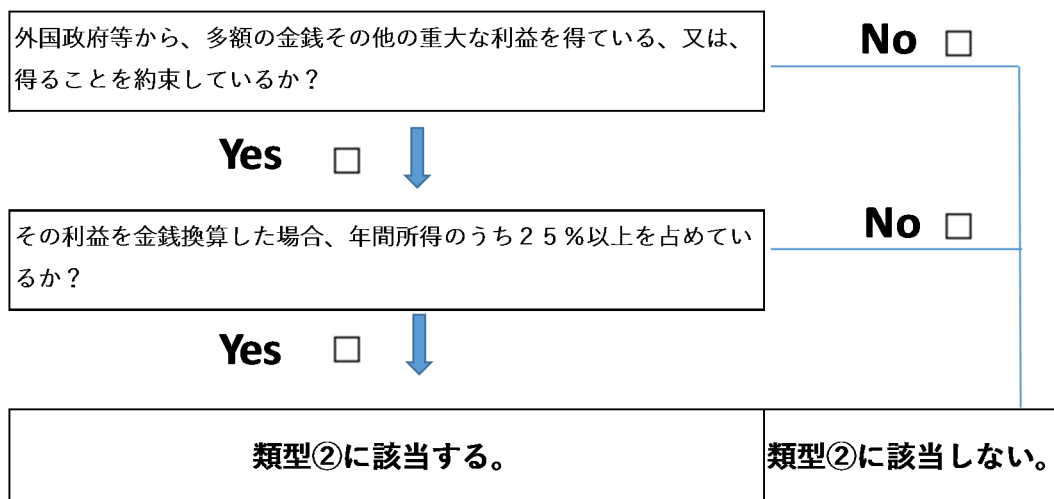 外国政府等から、多額の金銭その他の重大な利益を得ている、又は、
得ることを約束しているか？
No □
Yes □
その利益を金銭換算した場合、年間所得のうち２５％以上を占めてい
るか？
No □
Yes □
類型②に該当する。
類型②に該当しない。